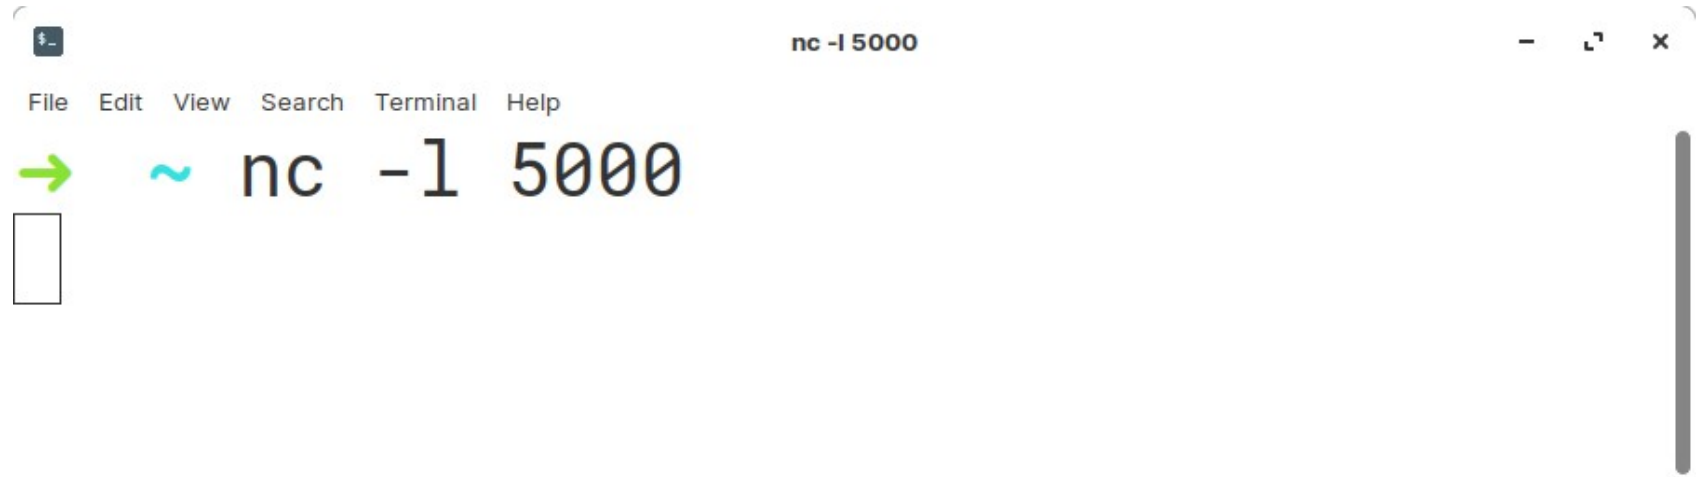 $_
nc -l 5000
File Edit View Search Terminal Help
➜ ~ nc -l 5000